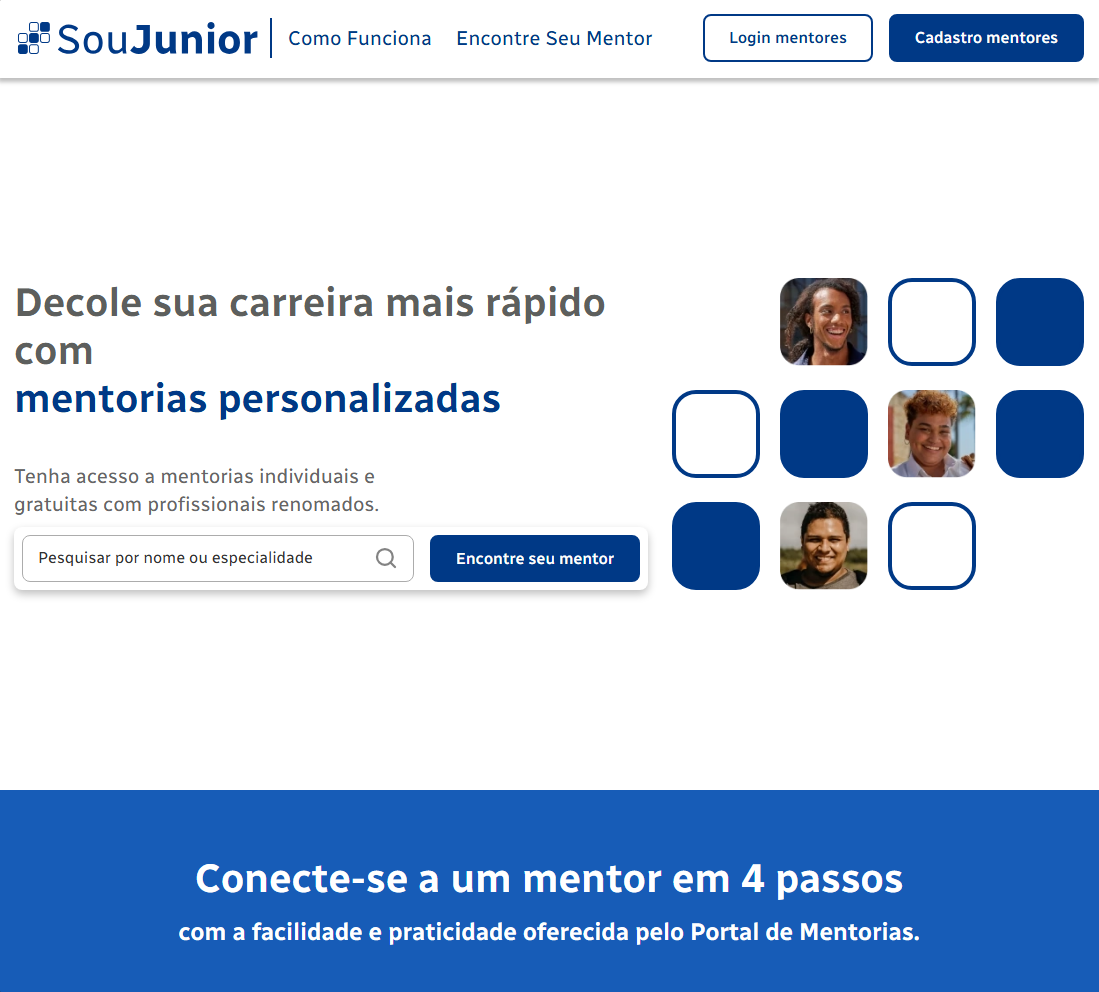 SouJunior
Como Funciona
Encontre Seu Mentor
Login mentores
Cadastro mentores
Decole sua carreira mais rápido
com
mentorias personalizadas
Tenha acesso a mentorias individuais e
gratuitas com profissionais renomados.
Pesquisar por nome ou especialidade
Encontre seu mentor
Conecte-se a um mentor em 4 passos
com a facilidade e praticidade oferecida pelo Portal de Mentorias.